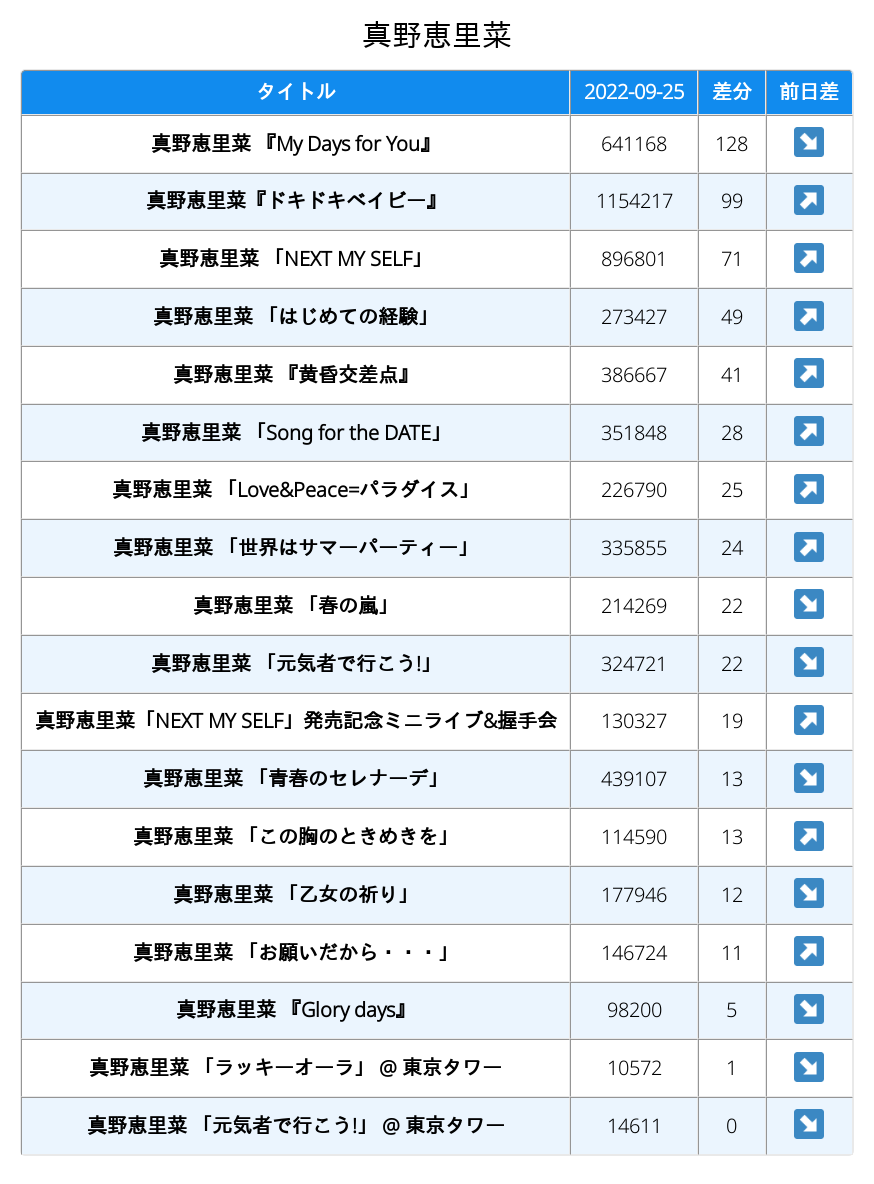 真野恵里菜
タイトル 2022-09-25 差分 前日差
真野恵里菜 『My Days for You』 641168 128 ↘
真野恵里菜『ドキドキベイビー』 1154217 99 ↗
真野恵里菜 「NEXT MY SELF」 896801 71 ↗
真野恵里菜 「はじめての経験」 273427 49 ↗
真野恵里菜 『黄昏交差点』 386667 41 ↗
真野恵里菜 「Song for the DATE」 351848 28 ↗
真野恵里菜 「Love&Peace=パラダイス」 226790 25 ↗
真野恵里菜 「世界はサマーパーティー」 335855 24 ↗
真野恵里菜 「春の嵐」 214269 22 ↘
真野恵里菜 「元気者で行こう!」 324721 22 ↘
真野恵里菜「NEXT MY SELF」発売記念ミニライブ&握手会 130327 19 ↗
真野恵里菜 「青春のセレナーデ」 439107 13 ↘
真野恵里菜 「この胸のときめきを」 114590 13 ↗
真野恵里菜 「乙女の祈り」 177946 12 ↘
真野恵里菜 「お願いだから・・・」 146724 11 ↗
真野恵里菜 『Glory days』 98200 5 ↘
真野恵里菜 「ラッキーオーラ」 @ 東京タワー 10572 1 ↘
真野恵里菜 「元気者で行こう!」 @ 東京タワー 14611 0 ↘